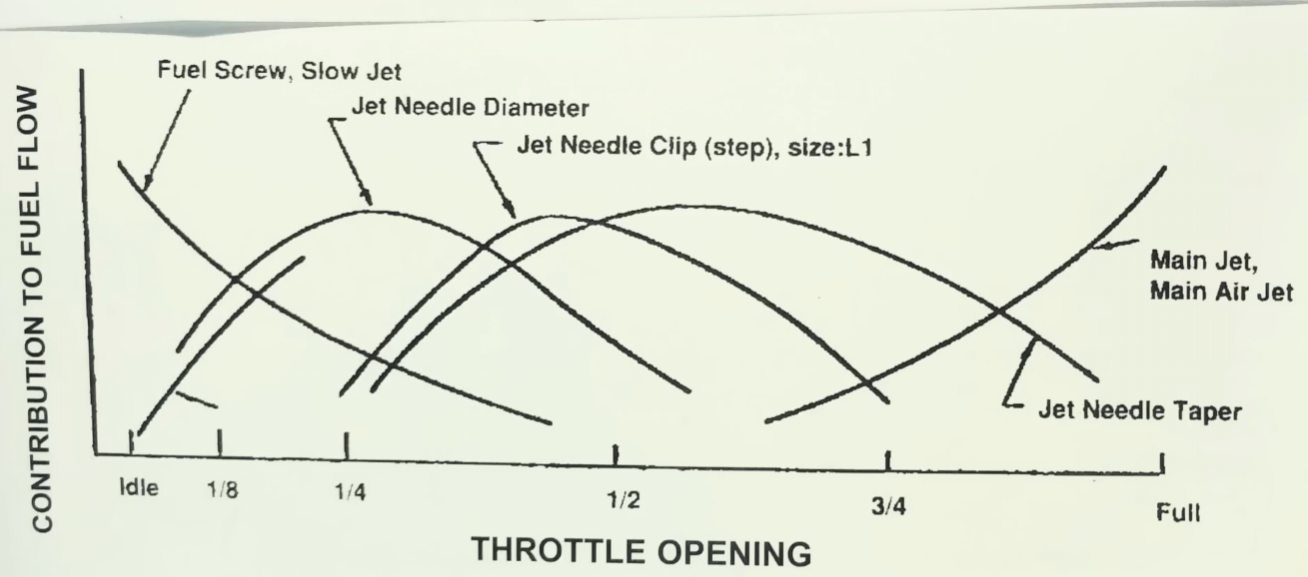 Fuel Screw, Slow Jet
Jet Needle Diameter
Jet Needle Clip (step), size:L1
Main Jet,
Main Air Jet
Jet Needle Taper
CONTRIBUTION TO FUEL FLOW
Idle 1/8 1/4 1/2 3/4 Full
THROTTLE OPENING